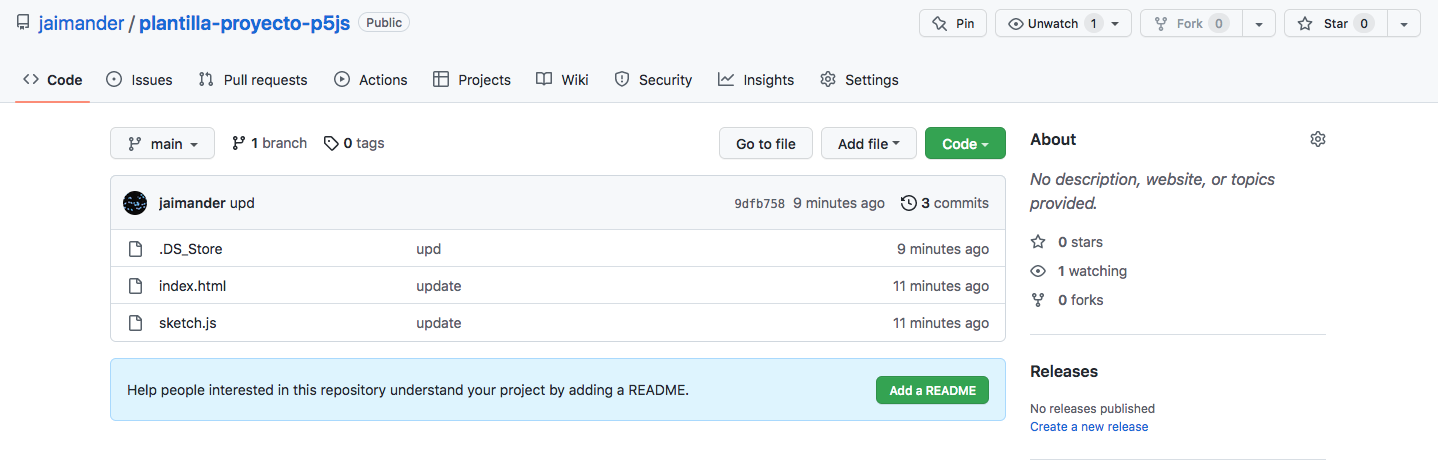 jaimander / plantilla-proyecto-p5js Public Pin Unwatch 1 Fork 0 Star 0
Code Issues Pull requests Actions Projects Wiki Security Insights Settings
main 1 branch 0 tags Go to file Add file Code
jaimander upd 9dfb758 9 minutes ago 3 commits
.DS_Store upd 9 minutes ago
index.html update 11 minutes ago
sketch.js update 11 minutes ago
Help people interested in this repository understand your project by adding a README. Add a README
About
No description, website, or topics
provided.
0 stars
1 watching
0 forks
Releases
No releases published
Create a new release